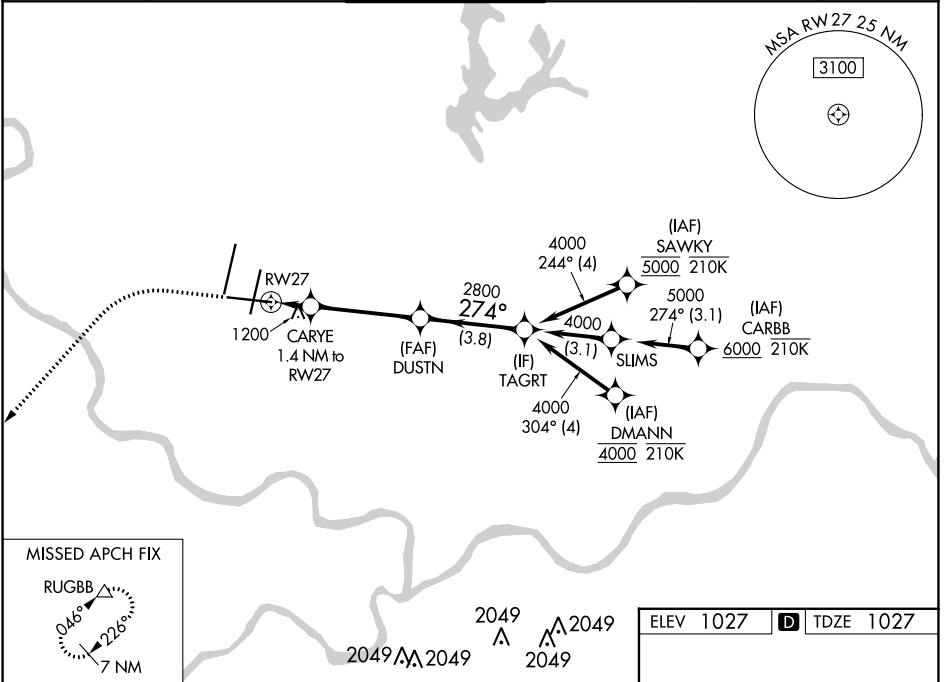 MSA RW27 25 NM
3100
(IAF)
SAWKY
5000 210K
4000
244° (4)
5000
274° (3.1)
(IAF)
CARBB
6000 210K
RW27
2800
274°
(3.8)
4000
(3.1)
SLIMS
1200
CARYE
1.4 NM to
RW27
(FAF)
DUSTN
(IF)
TAGRT
4000
304° (4)
(IAF)
DMANN
4000 210K
MISSED APCH FIX
RUGBB
046°
226°
7 NM
2049
2049
2049
2049
2049
ELEV 1027 D TDZE 1027